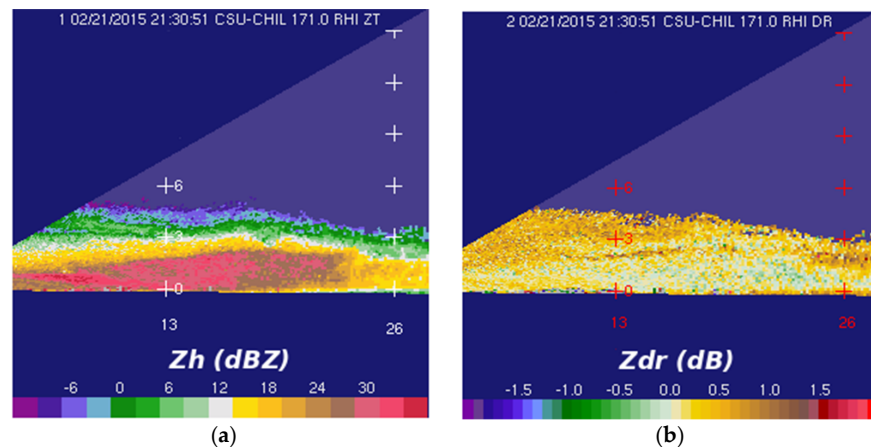 1 02/21/2015 21:30:51 CSU-CHIL 171.0 RHI ZT
6
3
0
13
26
Zh (dBZ)
-6 0 6 12 18 24 30
(a)
2 02/21/2015 21:30:51 CSU-CHIL 171.0 RHI DR
6
3
0
13
26
Zdr (dB)
-1.5 -1.0 -0.5 0.0 0.5 1.0 1.5
(b)